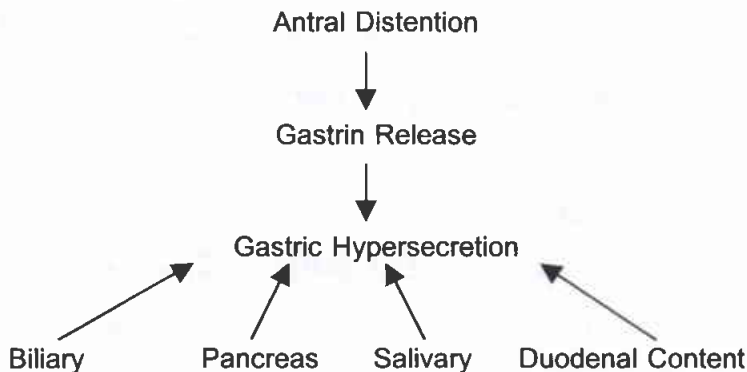 Antral Distention
Gastrin Release
Gastric Hypersecretion
Biliary Pancreas Salivary Duodenal Content